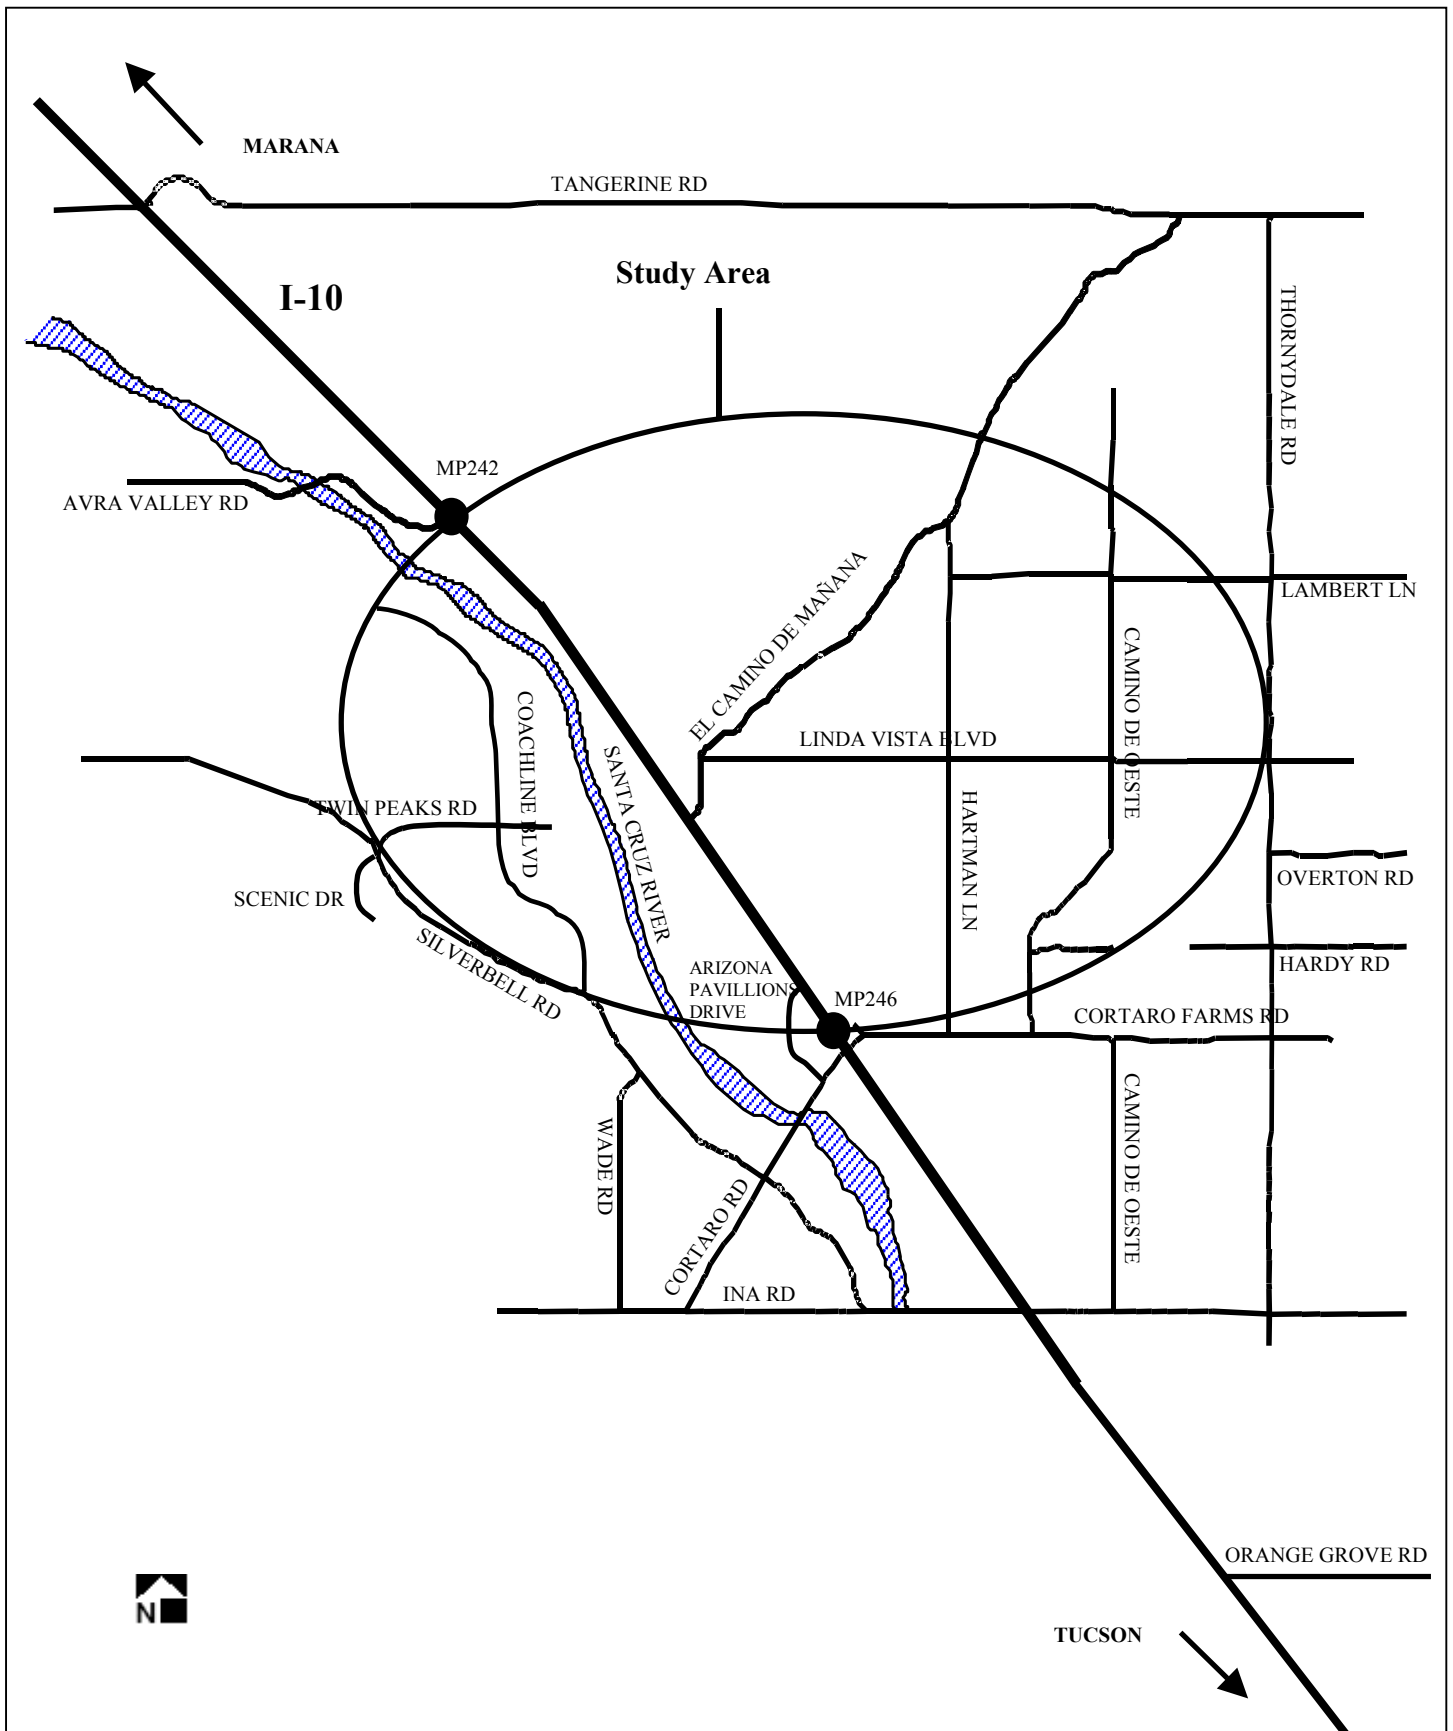 MARANA
TANGERINE RD
Study Area
I-10
THORNYDALE RD
MP242
AVRA VALLEY RD
EL CAMINO DE MAÑANA
LAMBERT LN
CAMINO DE OESTE
COACHLINE BLVD
SANTA CRUZ RIVER
LINDA VISTA BLVD
TWIN PEAKS RD
HARTMAN LN
OVERTON RD
SCENIC DR
SILVERBELL RD
ARIZONA
PAVILLIONS
DRIVE
HARDY RD
MP246
CORTARO FARMS RD
WADE RD
CAMINO DE OESTE
CORTARO RD
INA RD
ORANGE GROVE RD
N
TUCSON